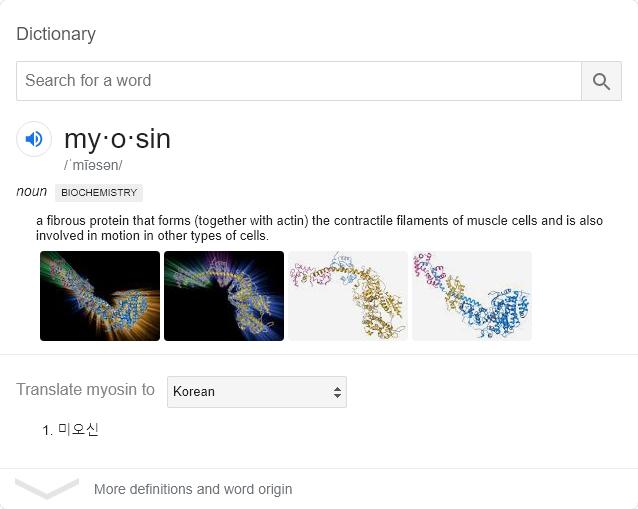 Dictionary
Search for a word
my·o·sin
/ˈmīəsən/
noun BIOCHEMISTRY
a fibrous protein that forms (together with actin) the contractile filaments of muscle cells and is also
involved in motion in other types of cells.
Translate myosin to Korean
1. 미오신
More definitions and word origin